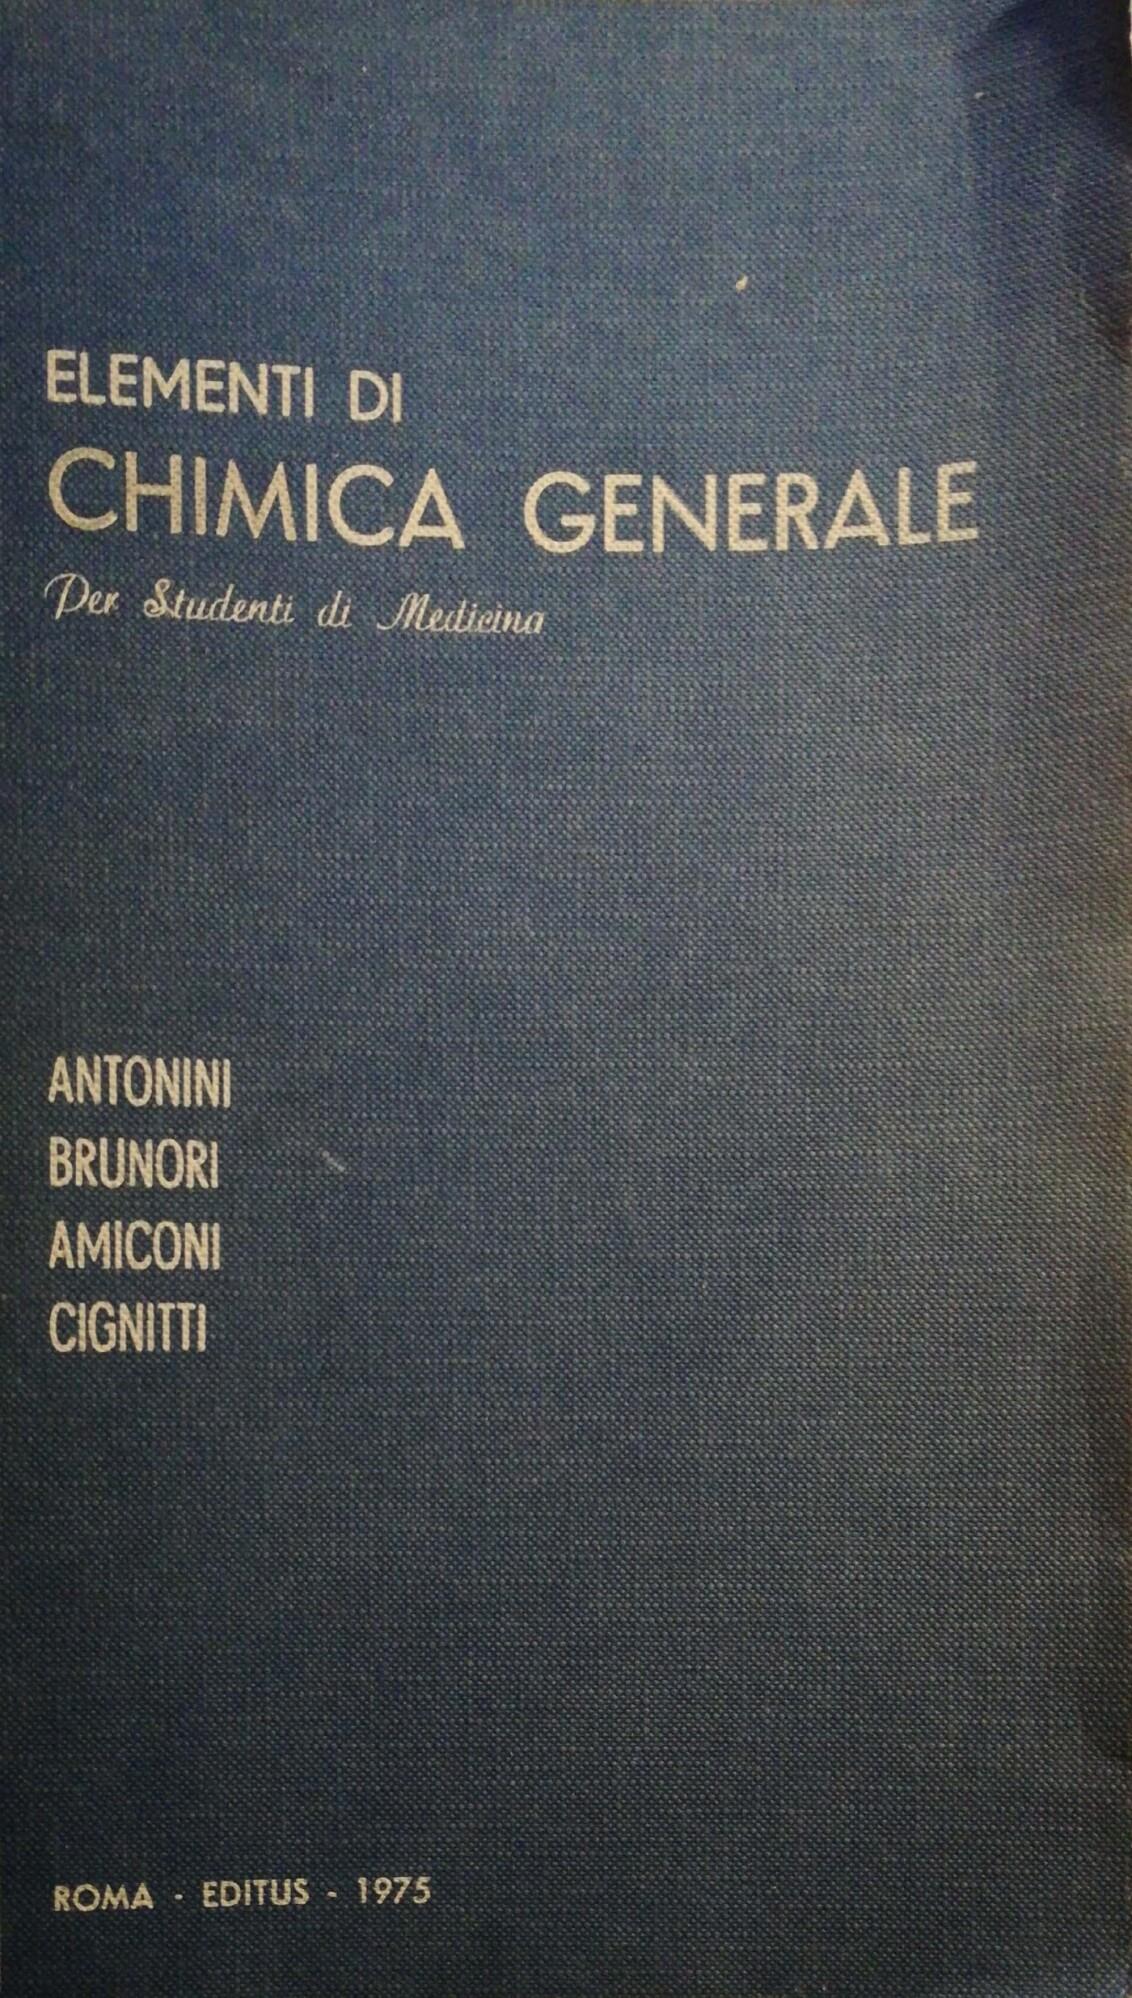 ELEMENTI DI
CHIMICA GENERALE
Per Studenti di Medicina
ANTONINI
BRUNORI
AMICONI
CIGNITTI
ROMA - EDITUS - 1975